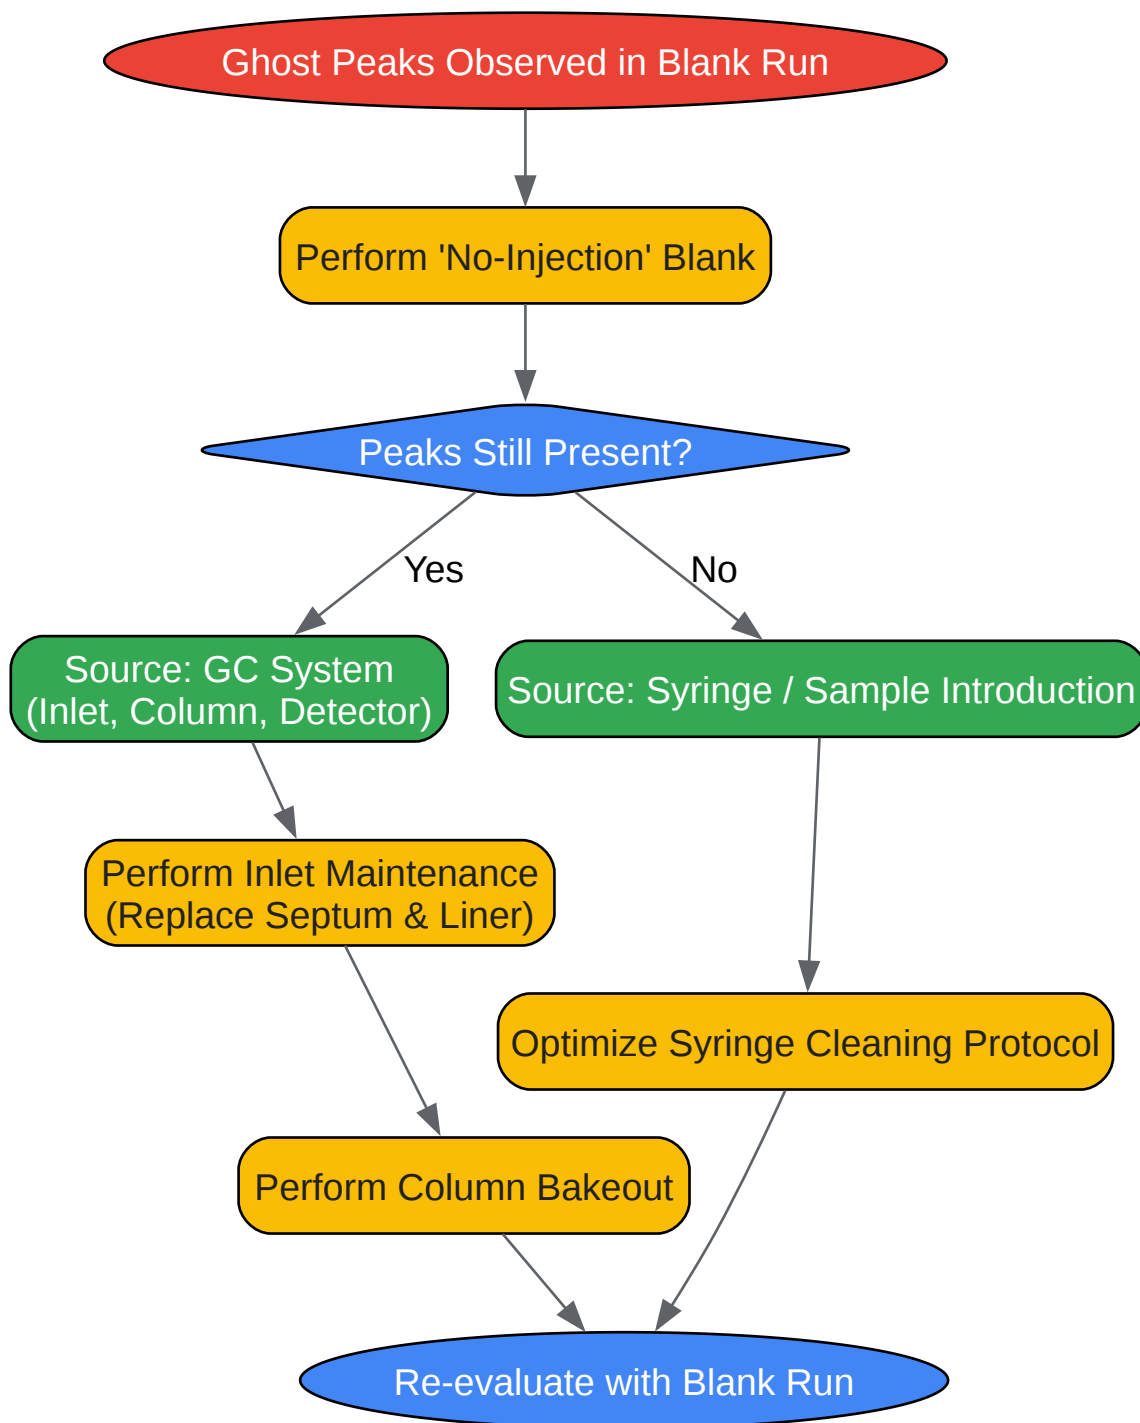 Ghost Peaks Observed in Blank Run
Perform 'No-Injection' Blank
Peaks Still Present?
Yes
No
Source: GC System
(Inlet, Column, Detector)
Source: Syringe / Sample Introduction
Perform Inlet Maintenance
(Replace Septum & Liner)
Optimize Syringe Cleaning Protocol
Perform Column Bakeout
Re-evaluate with Blank Run